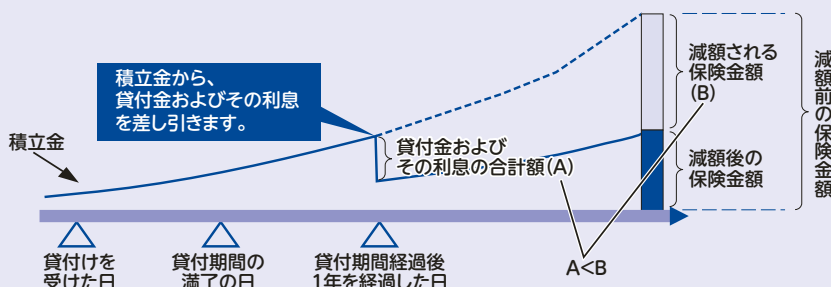 積立金から、
貸付金およびその利息
を差し引きます。
積立金
貸付金および
その利息の合計額(A)
減額される
保険金額
(B)
減額後の
保険金額
減額前の保険金額
貸付けを
受けた日
貸付期間の
満了の日
貸付期間経過後
1年を経過した日
A<B